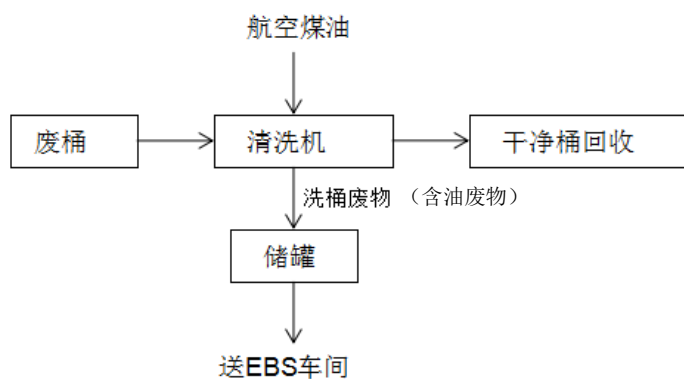 航空煤油
废桶
清洗机
干净桶回收
洗桶废物 （含油废物）
储罐
送EBS车间